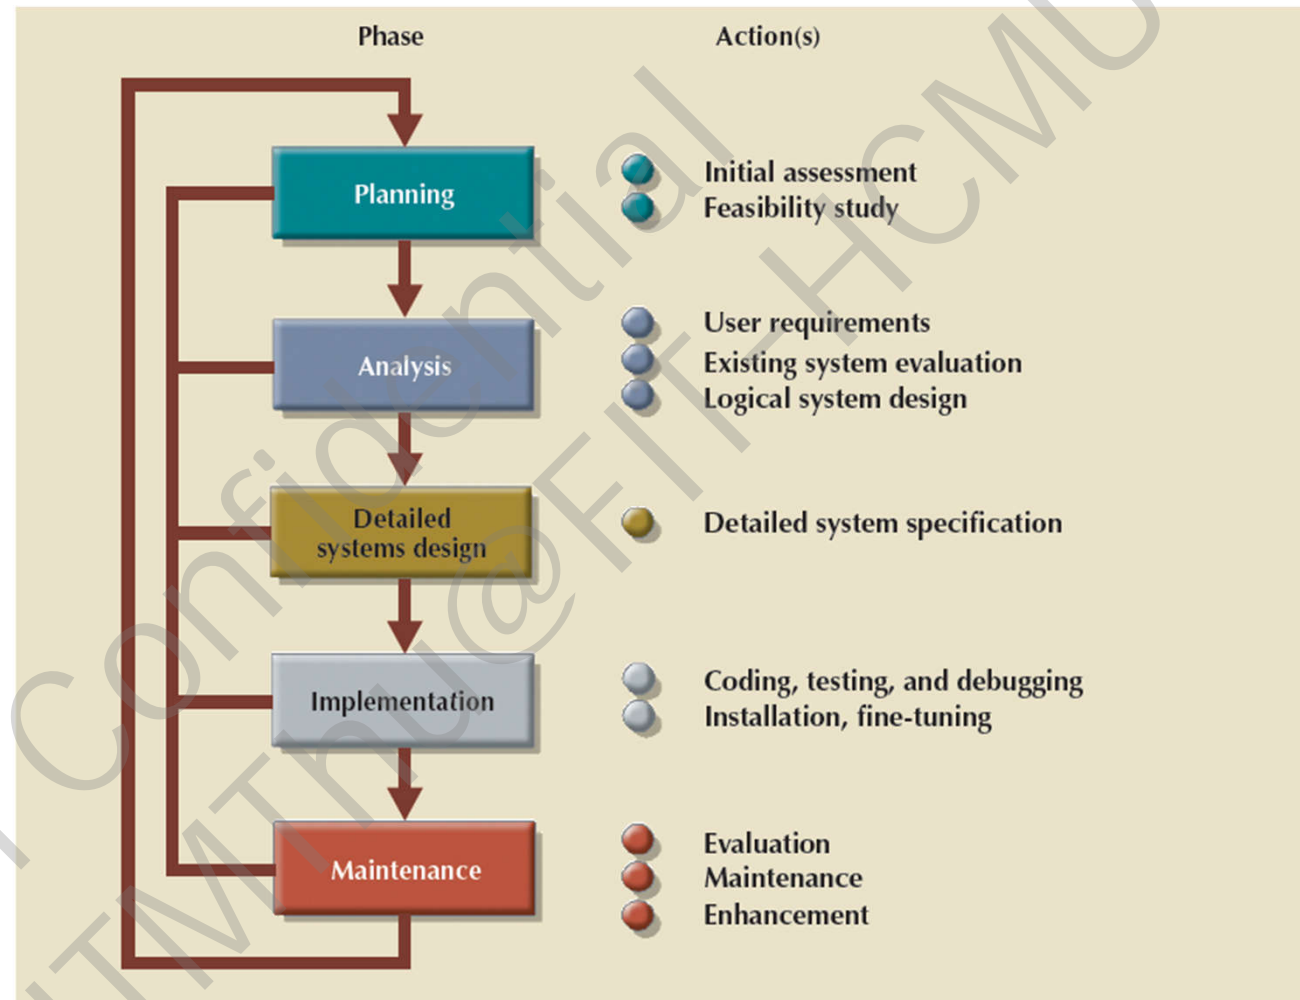 Phase
Action(s)
Planning
Initial assessment
Feasibility study
Analysis
User requirements
Existing system evaluation
Logical system design
Detailed
systems design
Detailed system specification
Implementation
Coding, testing, and debugging
Installation, fine-tuning
Maintenance
Evaluation
Maintenance
Enhancement
Confidential
@FIT-HCMU